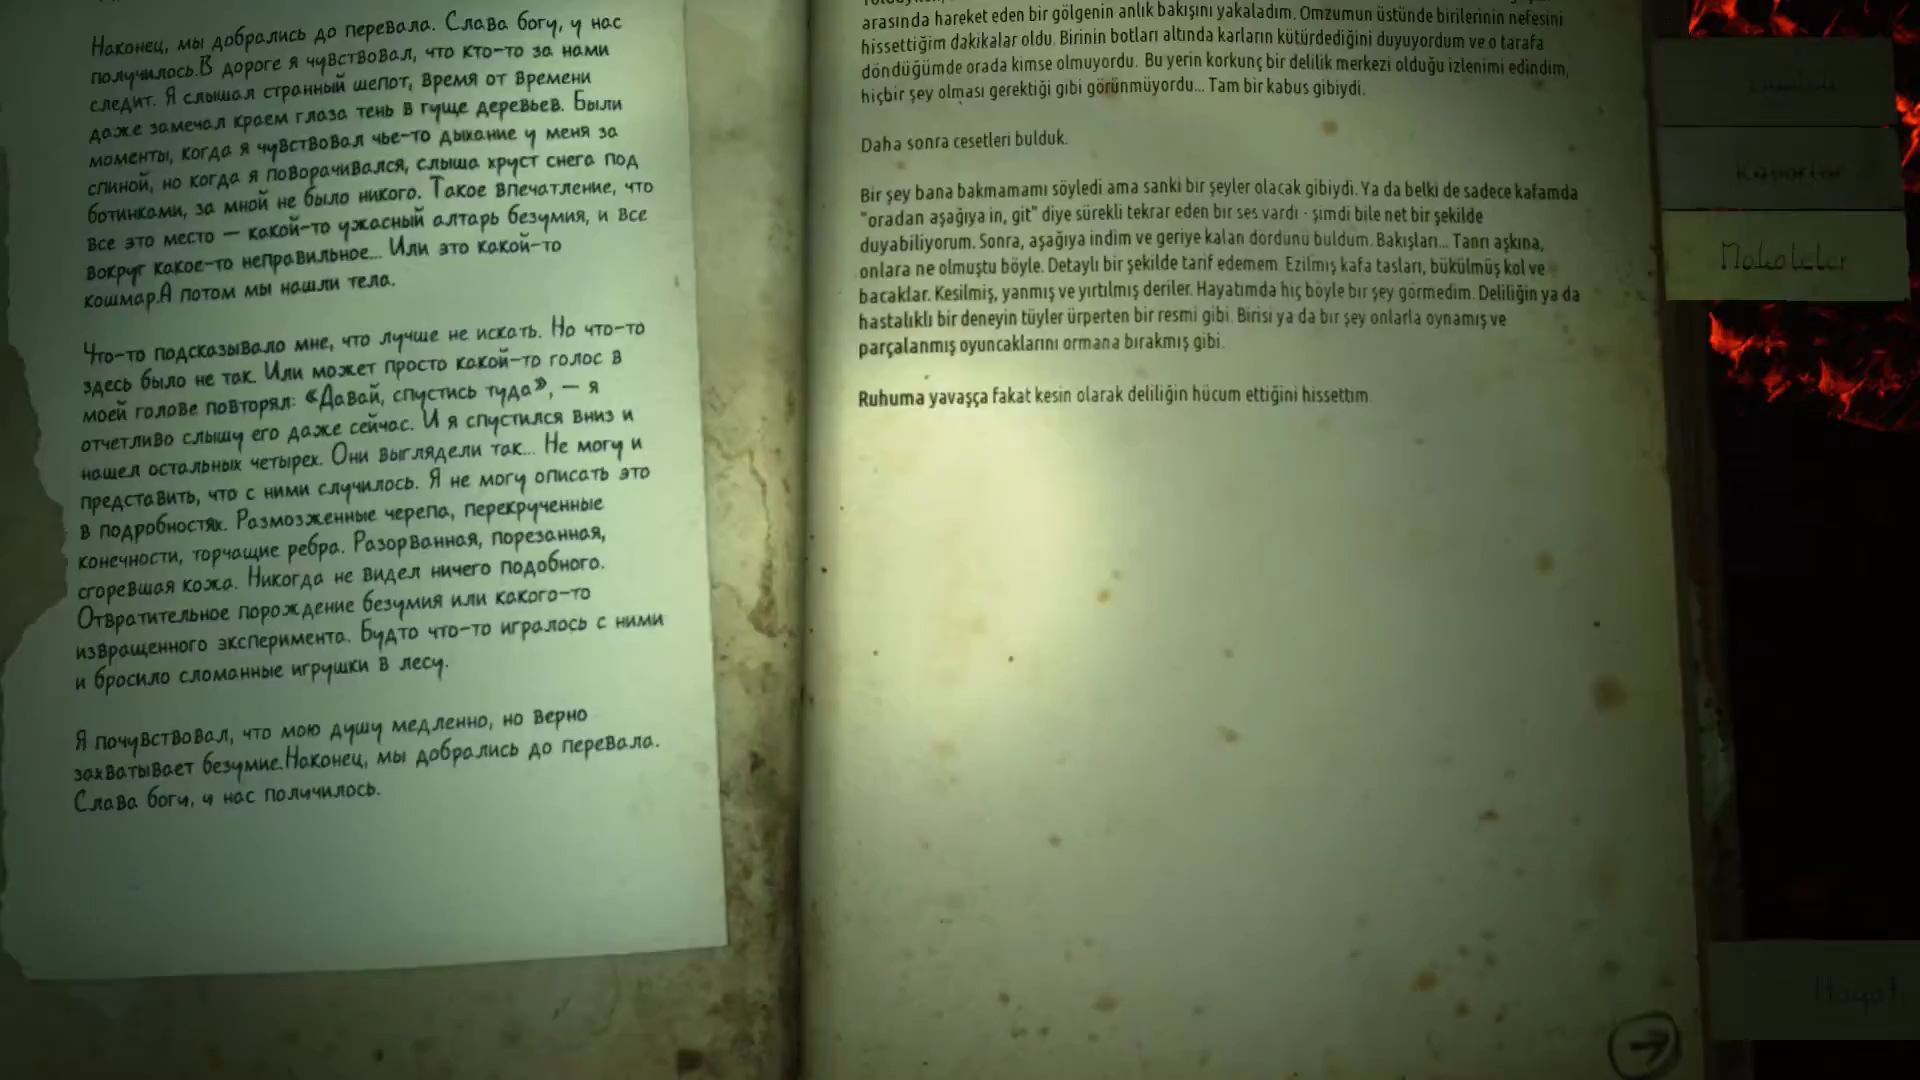 Наконец, мы добрались до перевала. Слава богу, у нас
получилось.В дороге я чувствовал, что кто-то за нами
следит. Я слышал странный шепот, время от времени
даже замечал краем глаза тень в гуще деревьев. Были
моменты, когда я чувствовал чье-то дыхание у меня за
спиной, но когда я поворачивался, слыша хруст снега под
ботинками, за мной не было никого. Такое впечатление, что
все это место — какой-то ужасный алтарь безумия, и все
вокруг какое-то неправильное... Или это какой-то
кошмар.А потом мы нашли тела.
Что-то подсказывало мне, что лучше не искать. Но что-то
здесь было не так. Или может просто какой-то голос в
моей голове повторял: «Давай, спустись туда», — я
отчетливо слышу его даже сейчас. И я спустился вниз и
нашел остальных четырех. Они выглядели так... Не могу и
представить, что с ними случилось. Я не могу описать это
в подробностях. Размозженные черепа, перекрученные
конечности, торчащие ребра. Разорванная, порезанная,
сгоревшая кожа. Никогда не видел ничего подобного.
Отвратительное порождение безумия или какого-то
извращенного эксперимента. Будто что-то игралось с ними
и бросило сломанные игрушки в лесу.
Я почувствовал, что мою душу медленно, но верно
захватывает безумие.Наконец, мы добрались до перевала.
Слава богу, у нас получилось.
arasında hareket eden bir gölgenin anlık bakışını yakaladım. Omzumun üstünde birilerinin nefesini
hissettiğim dakikalar oldu. Birinin botları altında karların kütürdediğini duyuyordum ve o tarafa
döndüğümde orada kimse olmuyordu. Bu yerin korkunç bir delilik merkezi olduğu izlenimi edindim,
hiçbir şey olması gerektiği gibi görünmüyordu... Tam bir kabus gibiydi.
Daha sonra cesetleri bulduk.
Bir şey bana bakmamamı söyledi ama sanki bir şeyler olacak gibiydi. Ya da belki de sadece kafamda
"oradan aşağıya in, git" diye sürekli tekrar eden bir ses vardı - şimdi bile net bir şekilde
duyabiliyorum. Sonra, aşağıya indim ve geriye kalan dördünü buldum. Bakışları... Tanrı aşkına,
onlara ne olmuştu böyle. Detaylı bir şekilde tarif edemem. Ezilmiş kafa tasları, bükülmüş kol ve
bacaklar. Kesilmiş, yanmış ve yırtılmış deriler. Hayatımda hiç böyle bir şey görmedim. Deliliğin ya da
hastalıklı bir deneyin tüyler ürperten bir resmi gibi. Birisi ya da bir şey onlarla oynamış ve
parçalanmış oyuncaklarını ormana bırakmış gibi.
Ruhuma yavaşça fakat kesin olarak deliliğin hücum ettiğini hissettim
Raporlar
Makaleler